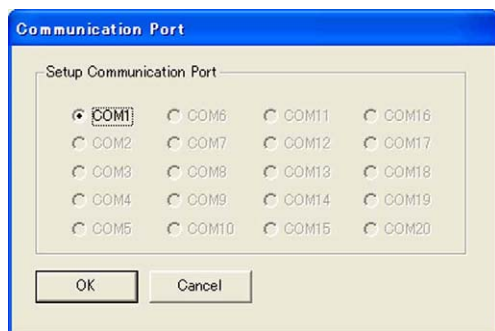 Communication Port
Setup Communication Port
COM1 COM6 COM11 COM16
COM2 COM7 COM12 COM17
COM3 COM8 COM13 COM18
COM4 COM9 COM14 COM19
COM5 COM10 COM15 COM20
OK Cancel